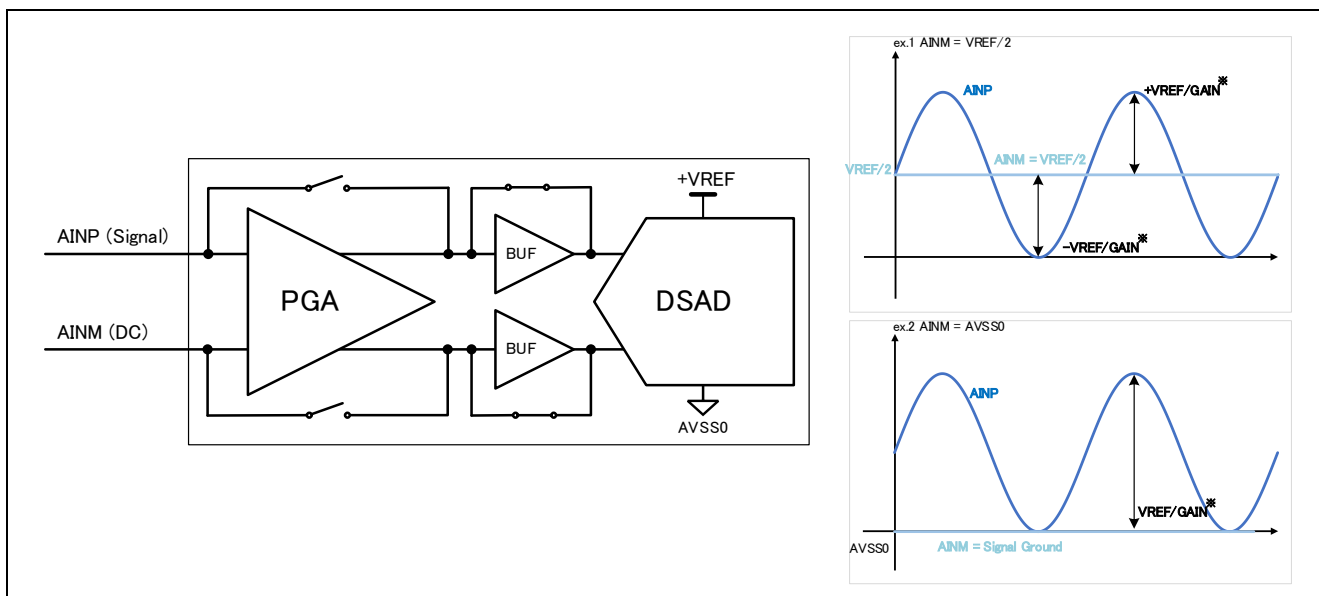 AINP (Signal)
AINM (DC)
PGA
BUF
BUF
+VREF
DSAD
AVSS0
ex.1 AINM = VREF/2
AINP
+VREF/GAIN※
VREF/2
AINM = VREF/2
-VREF/GAIN※
ex.2 AINM = AVSS0
AINP
VREF/GAIN※
AVSS0
AINM = Signal Ground